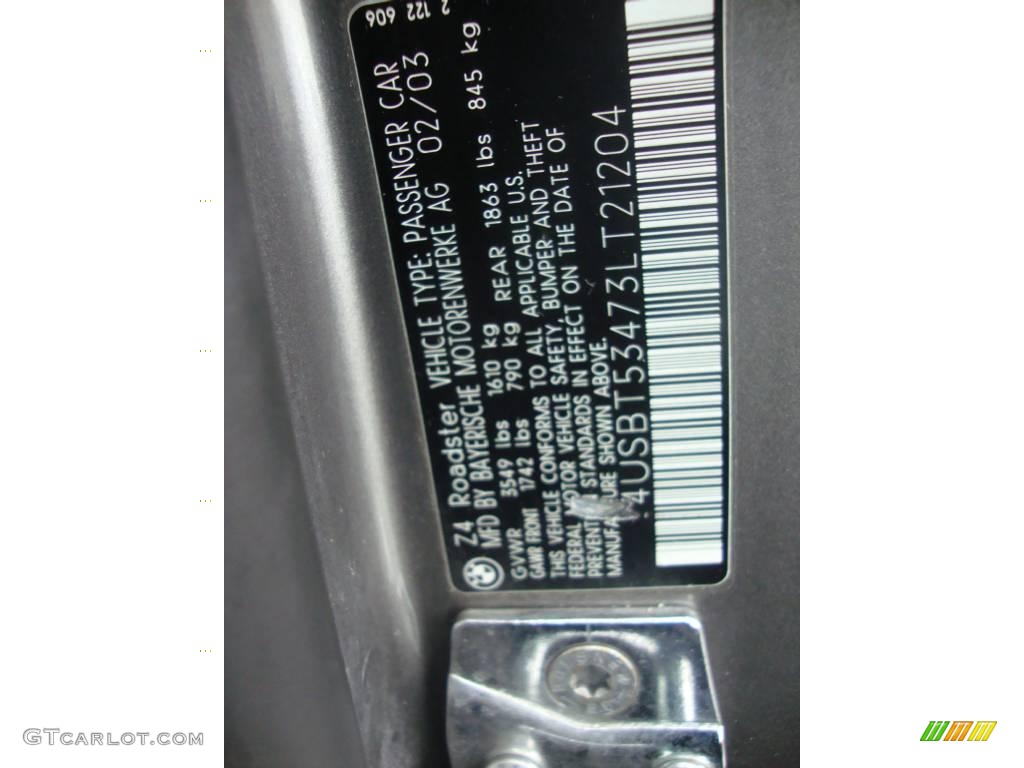 2 122 606
Z4 Roadster VEHICLE TYPE: PASSENGER CAR
MFD BY BAYERISCHE MOTORENWERKE AG 02/03
GVWR 3549 lbs 1610 kg REAR 1863 lbs 845 kg
GAWR FRONT 1742 lbs 790 kg
THIS VEHICLE CONFORMS TO ALL APPLICABLE U.S.
FEDERAL MOTOR VEHICLE SAFETY, BUMPER AND THEFT
PREVENTION STANDARDS IN EFFECT ON THE DATE OF
MANUFACTURE SHOWN ABOVE.
4USBT53473LT21204
GTCARLOT.COM